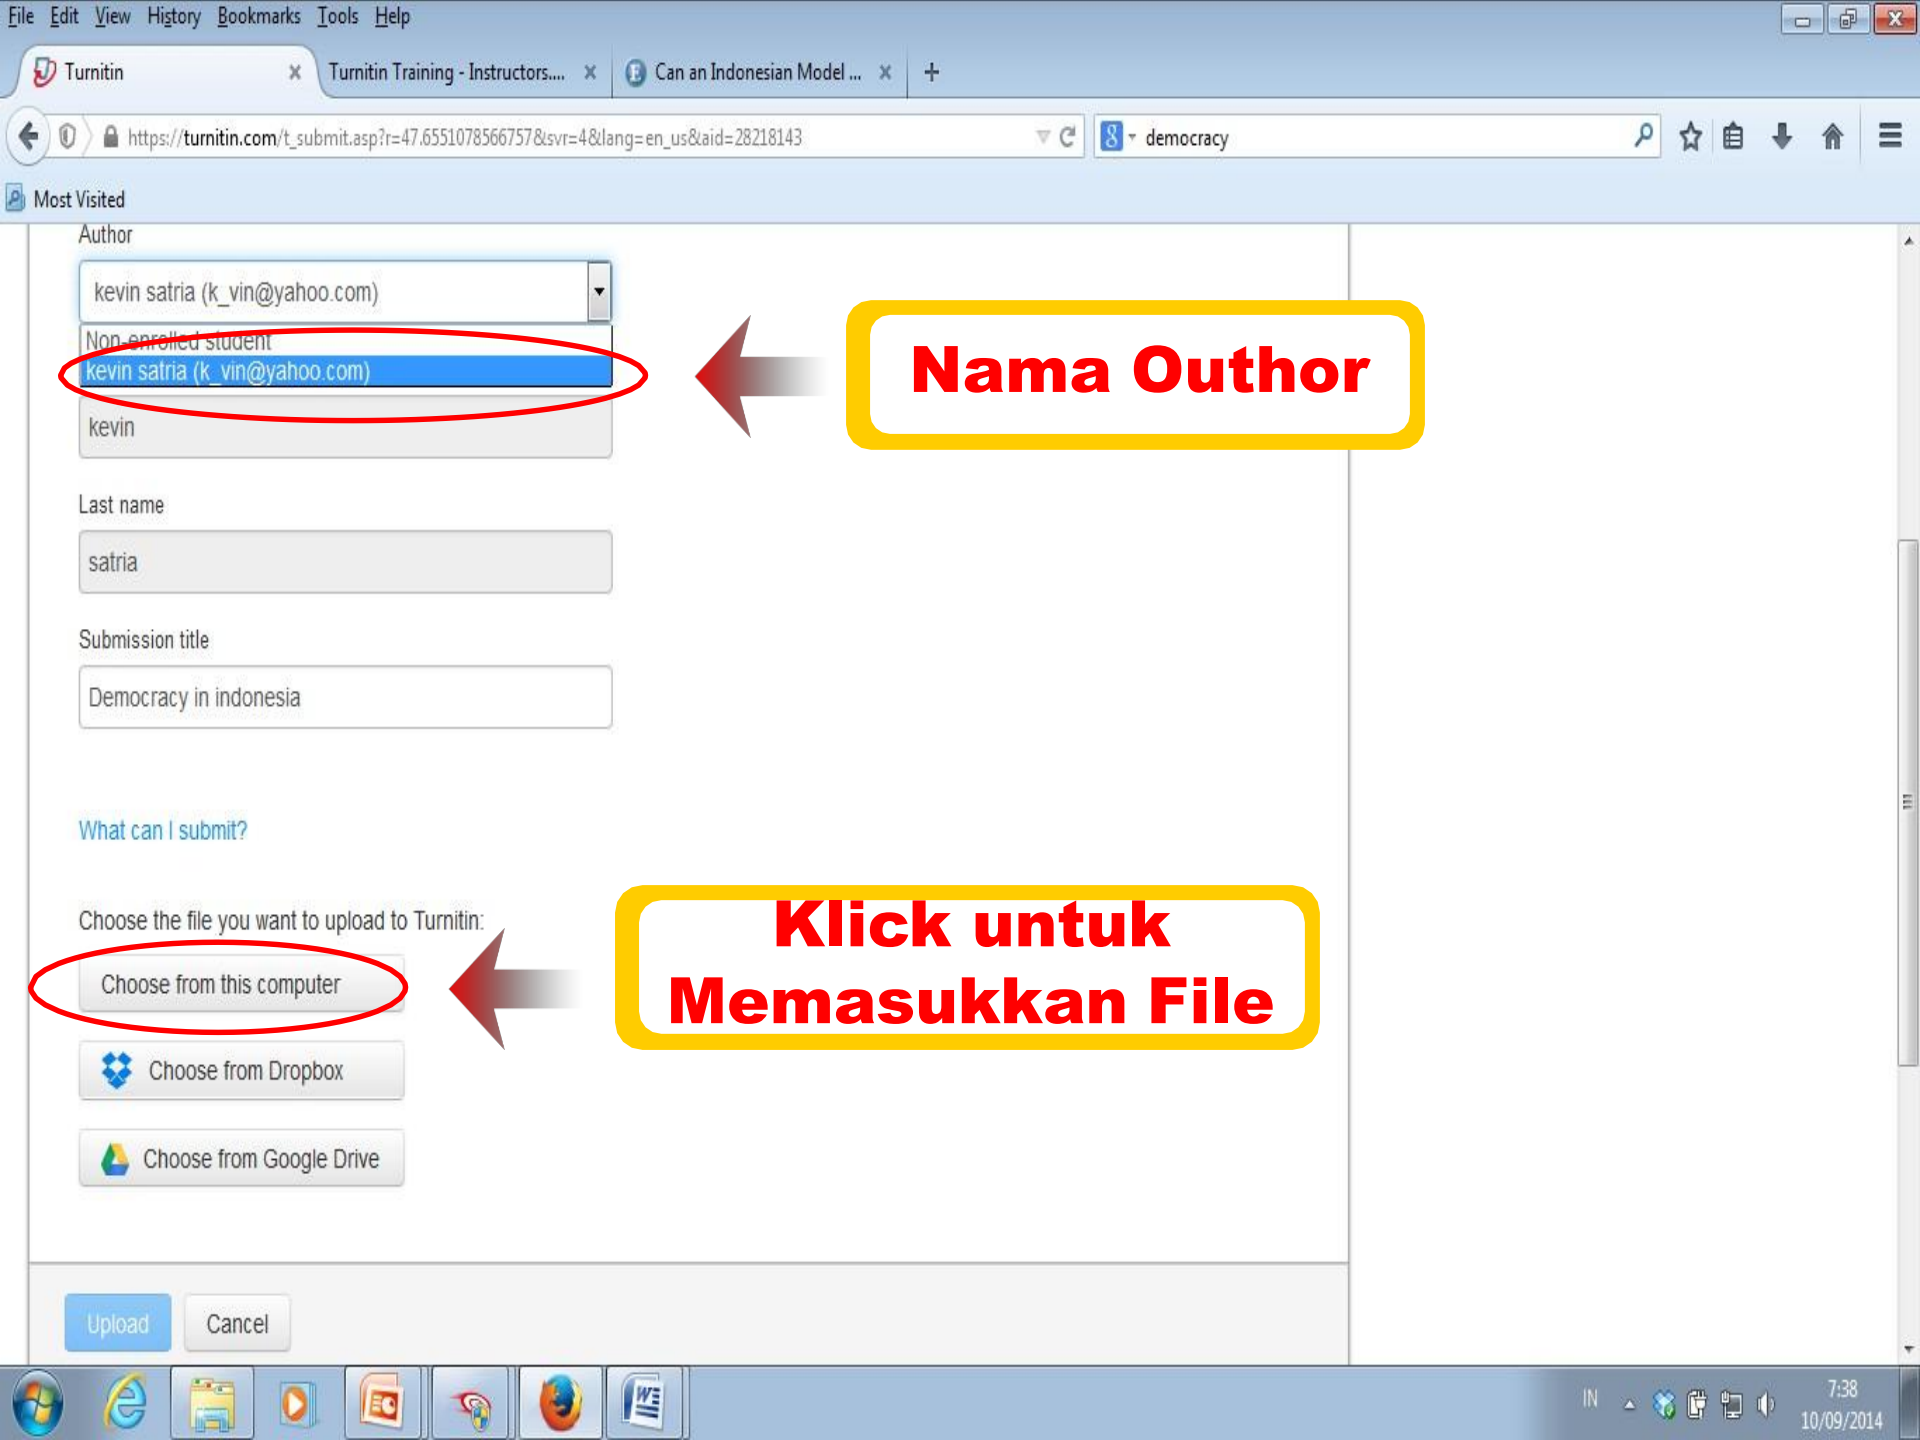 File Edit View History Bookmarks Tools Help
Turnitin
Turnitin Training - Instructors....
Can an Indonesian Model ...
https://turnitin.com/t_submit.asp?r=47.6551078566757&svr=4&lang=en_us&aid=28218143
democracy
Most Visited
Author
kevin satria (k_vin@yahoo.com)
Non-enrolled student
kevin satria (k_vin@yahoo.com)
Nama Outhor
kevin
Last name
satria
Submission title
Democracy in indonesia
What can I submit?
Choose the file you want to upload to Turnitin:
Klick untuk
Memasukkan File
Choose from this computer
Choose from Dropbox
Choose from Google Drive
Upload
Cancel
IN
7:38
10/09/2014